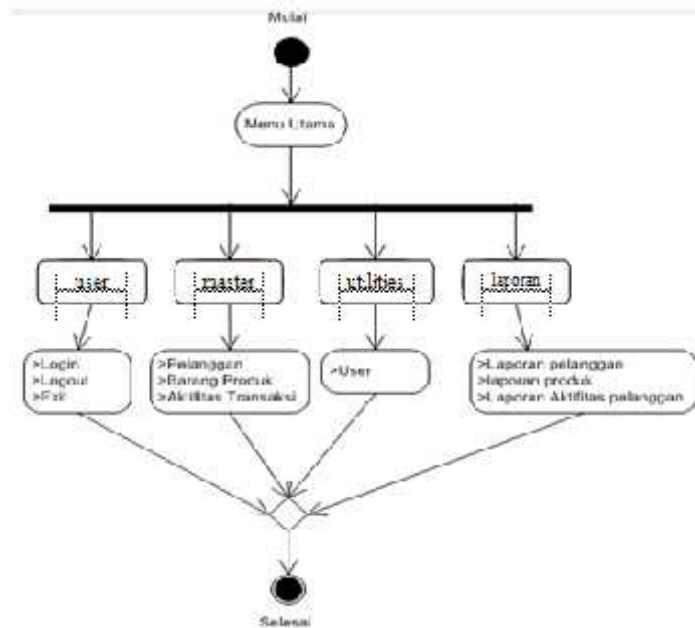 Mulai
Menu Utama
user
master
utilities
laporan
>Login
>Logout
>Exit
>Pelanggan
>Barang Produk
>Aktifitas Transaksi
>User
>Laporan pelanggan
>laporan produk
>Laporan Aktifitas pelanggan
Selesai